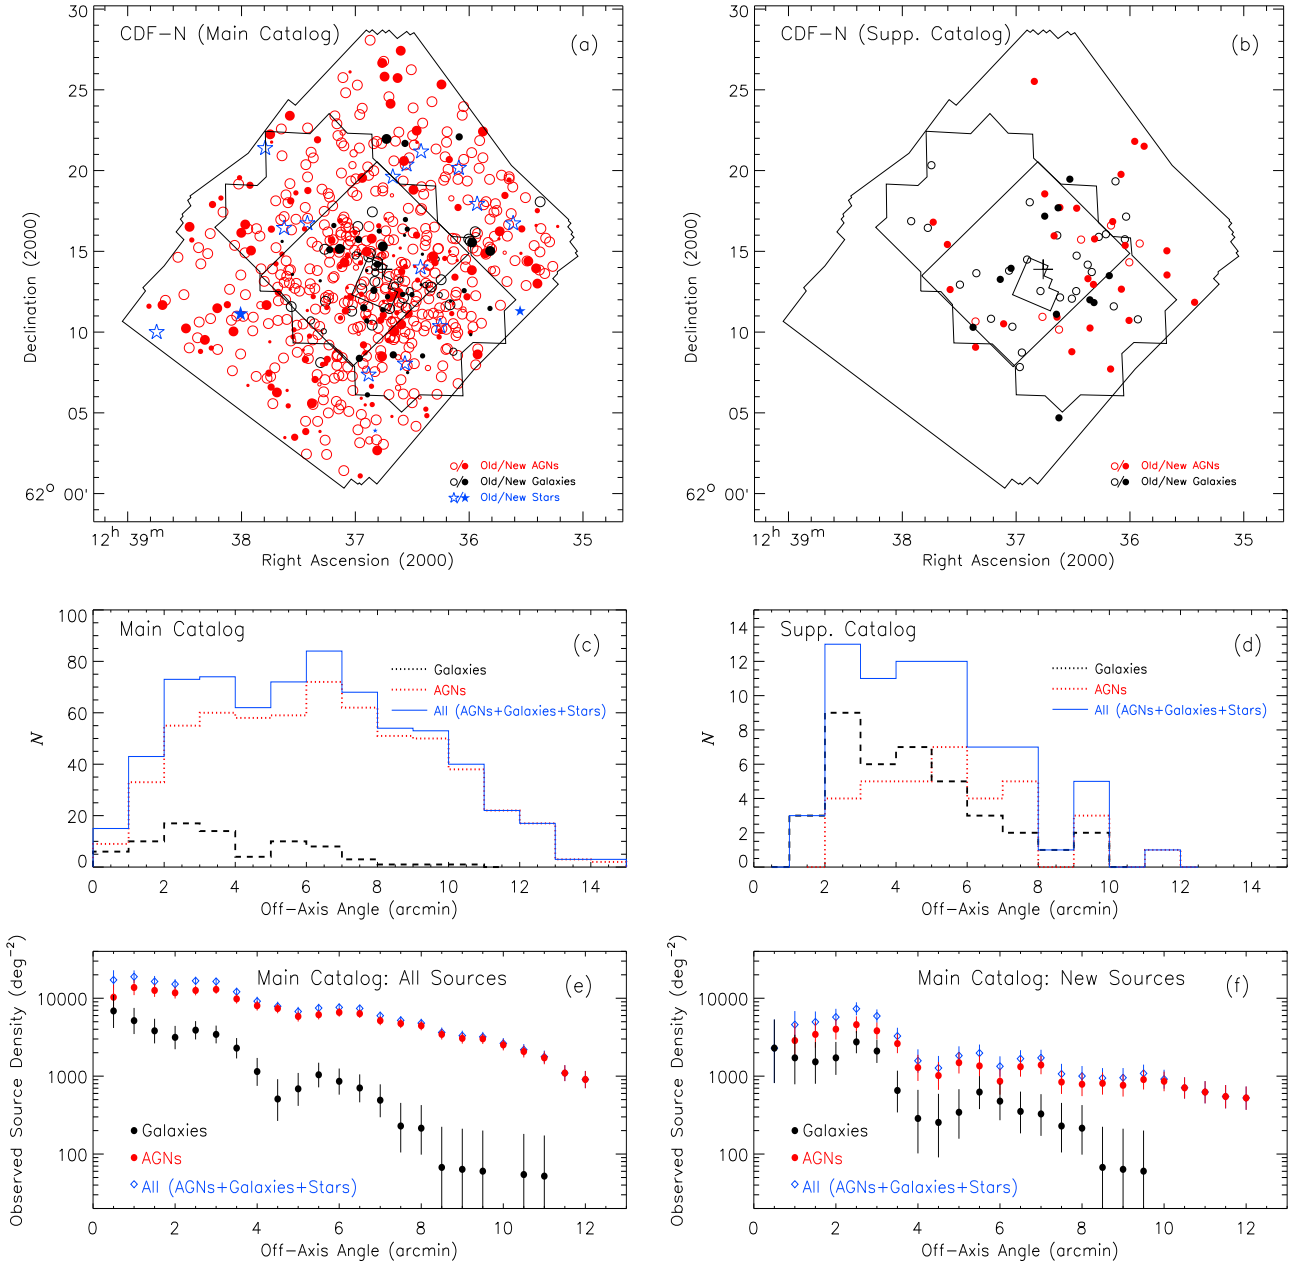 CDF-N (Main Catalog)
(a)
30
25
20
15
10
05
62° 00'
Declination (2000)
Old/New AGNs
Old/New Galaxies
Old/New Stars
12h 39m
38
37
36
35
Right Ascension (2000)
CDF-N (Supp. Catalog)
(b)
30
25
20
15
10
05
62° 00'
Declination (2000)
Old/New AGNs
Old/New Galaxies
12h 39m
38
37
36
35
Right Ascension (2000)
Main Catalog
(c)
100
80
60
40
20
0
N
Galaxies
AGNs
All (AGNs+Galaxies+Stars)
0 2 4 6 8 10 12 14
Off-Axis Angle (arcmin)
Supp. Catalog
(d)
14
12
10
8
6
4
2
0
N
Galaxies
AGNs
All (AGNs+Galaxies+Stars)
0 2 4 6 8 10 12 14
Off-Axis Angle (arcmin)
Main Catalog: All Sources
(e)
10000
1000
100
Observed Source Density (deg⁻²)
Galaxies
AGNs
All (AGNs+Galaxies+Stars)
0 2 4 6 8 10 12
Off-Axis Angle (arcmin)
Main Catalog: New Sources
(f)
10000
1000
100
Observed Source Density (deg⁻²)
Galaxies
AGNs
All (AGNs+Galaxies+Stars)
0 2 4 6 8 10 12
Off-Axis Angle (arcmin)